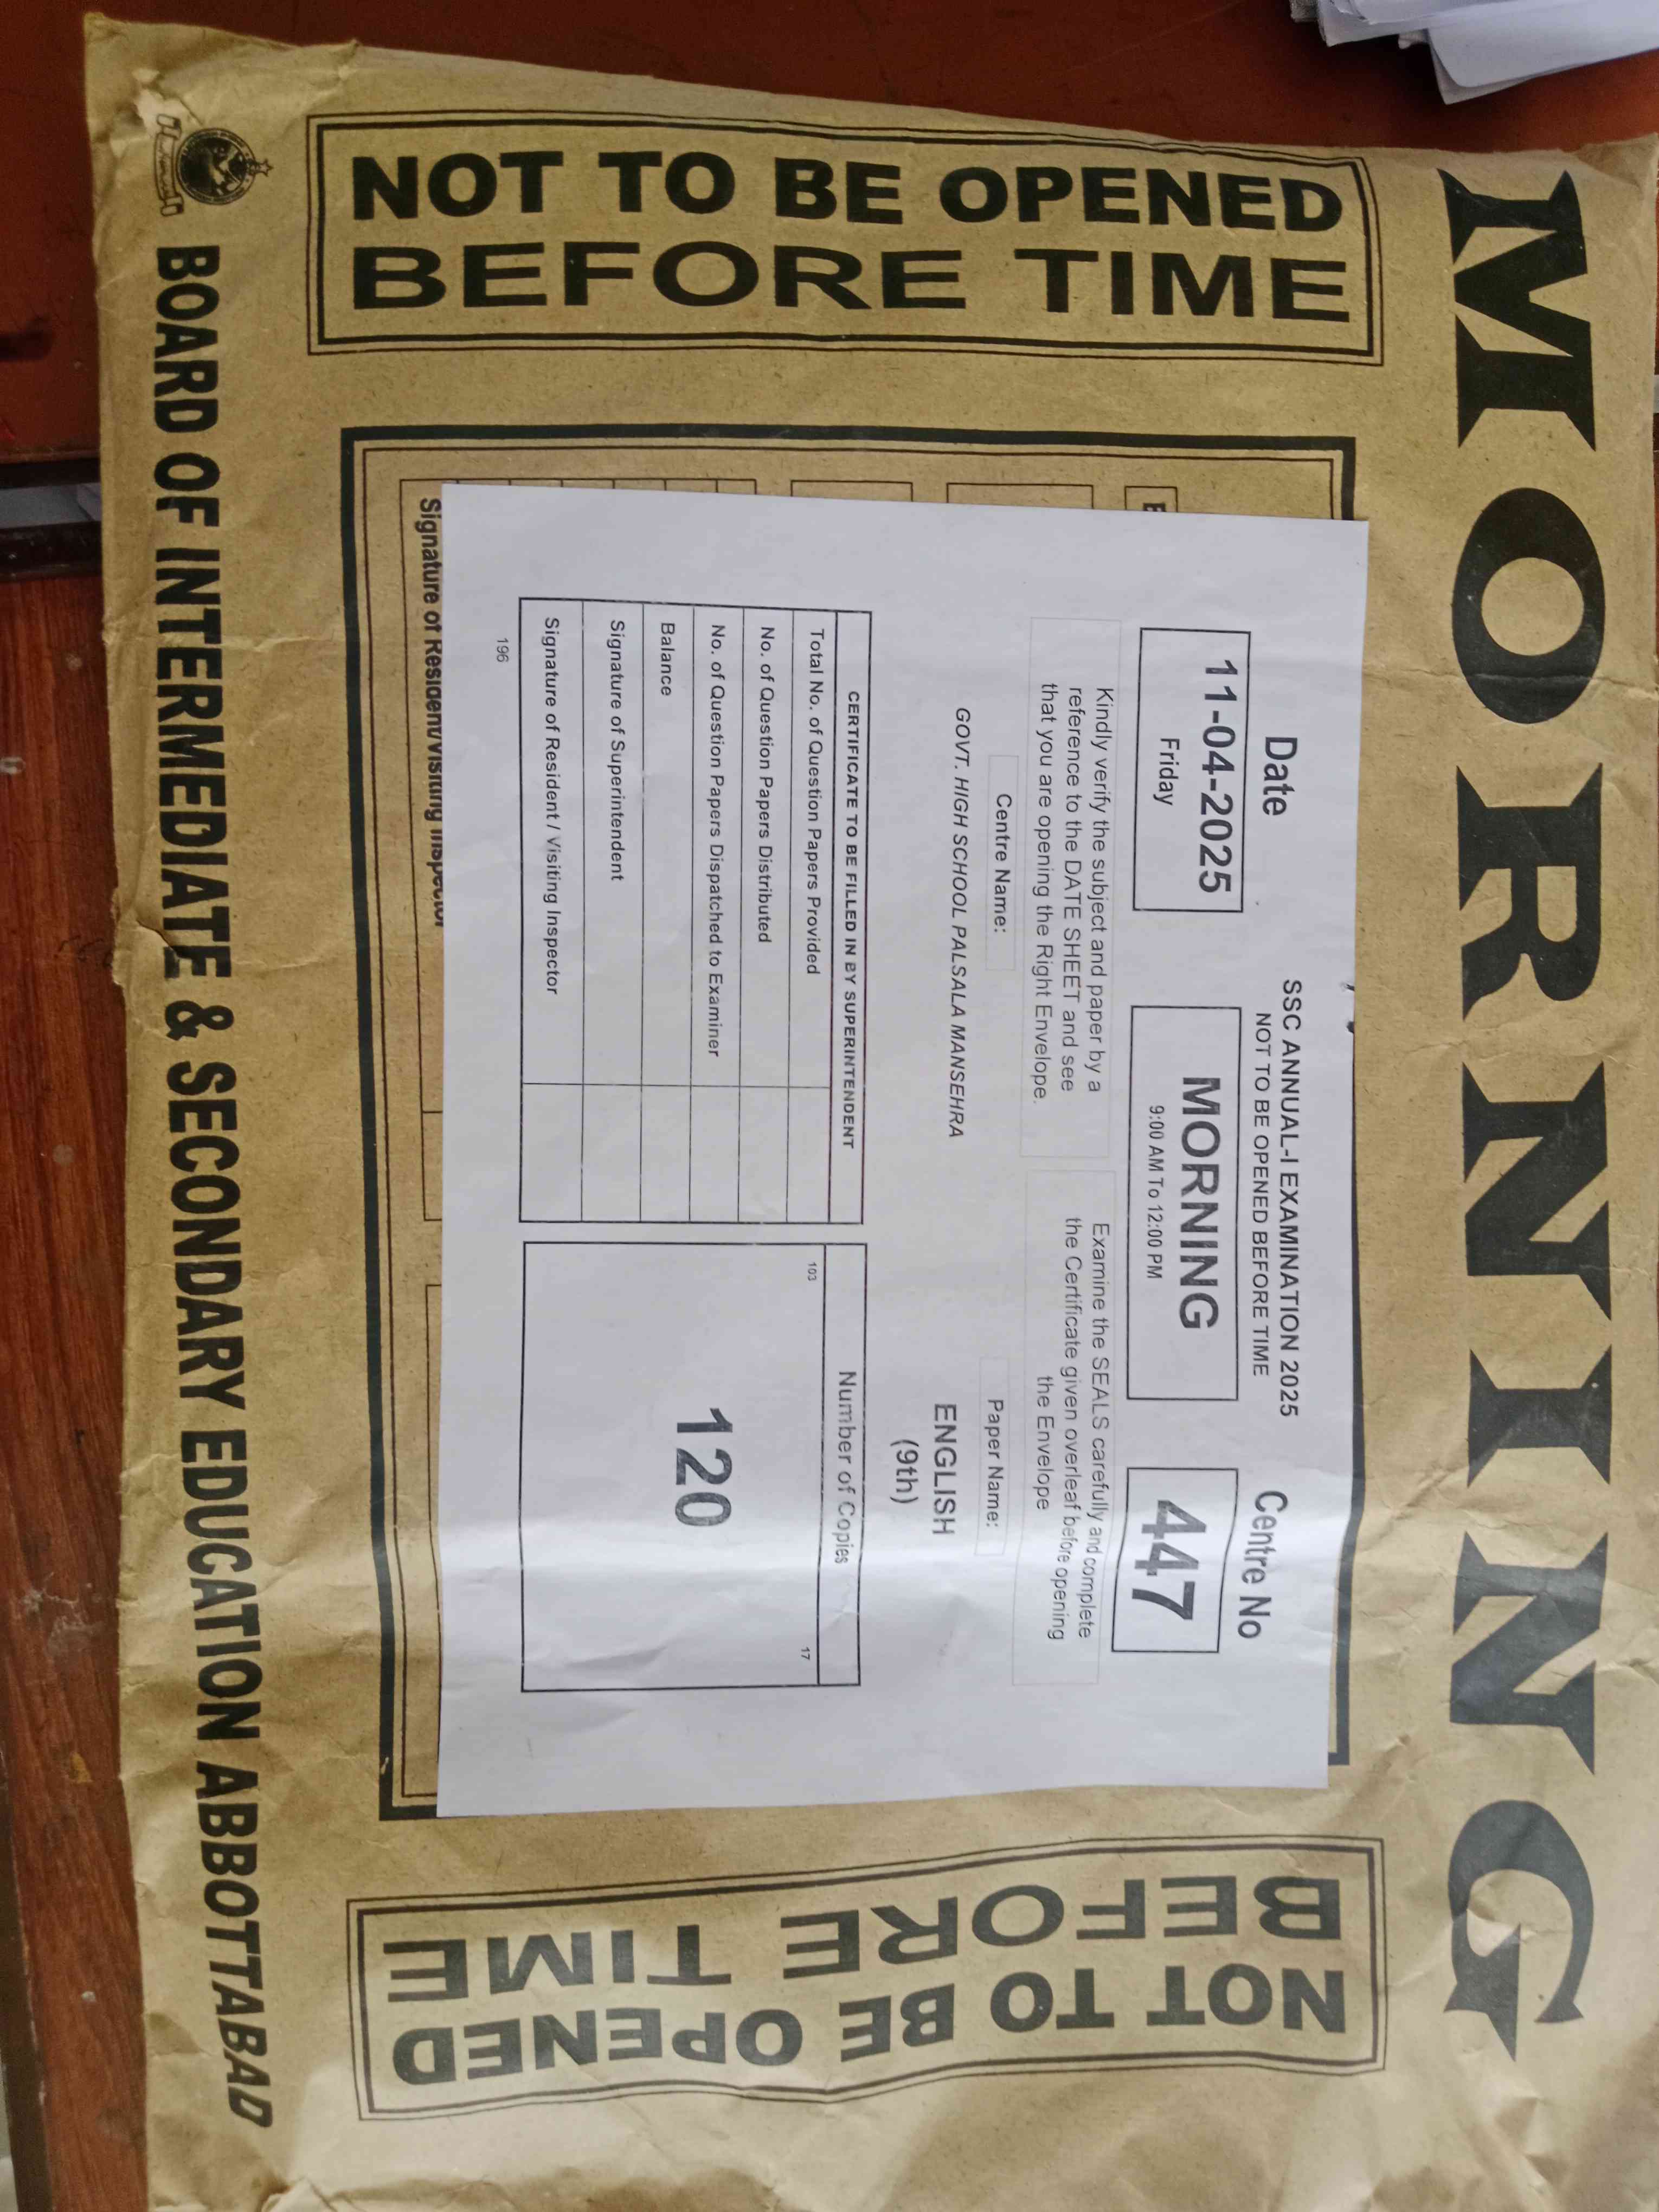 MORNING
NOT TO BE OPENED
BEFORE TIME
SSC ANNUAL-I EXAMINATION 2025
NOT TO BE OPENED BEFORE TIME
Date
11-04-2025
Friday
MORNING
9:00 AM To 12:00 PM
Centre No
447
Kindly verify the subject and paper by a
reference to the DATE SHEET and see
that you are opening the Right Envelope.
Examine the SEALS carefully and complete
the Certificate given overleaf before opening
the Envelope
Centre Name:
GOVT. HIGH SCHOOL PALSALA MANSEHRA
Paper Name:
ENGLISH
(9th)
CERTIFICATE TO BE FILLED IN BY SUPERINTENDENT
Total No. of Question Papers Provided
No. of Question Papers Distributed
No. of Question Papers Dispatched to Examiner
Balance
Signature of Superintendent
Signature of Resident / Visiting Inspector
196
Number of Copies
103
17
120
Signature of Resident/Visiting Inspector
NOT TO BE OPENED
BEFORE TIME
BOARD OF INTERMEDIATE & SECONDARY EDUCATION ABBOTTABAD